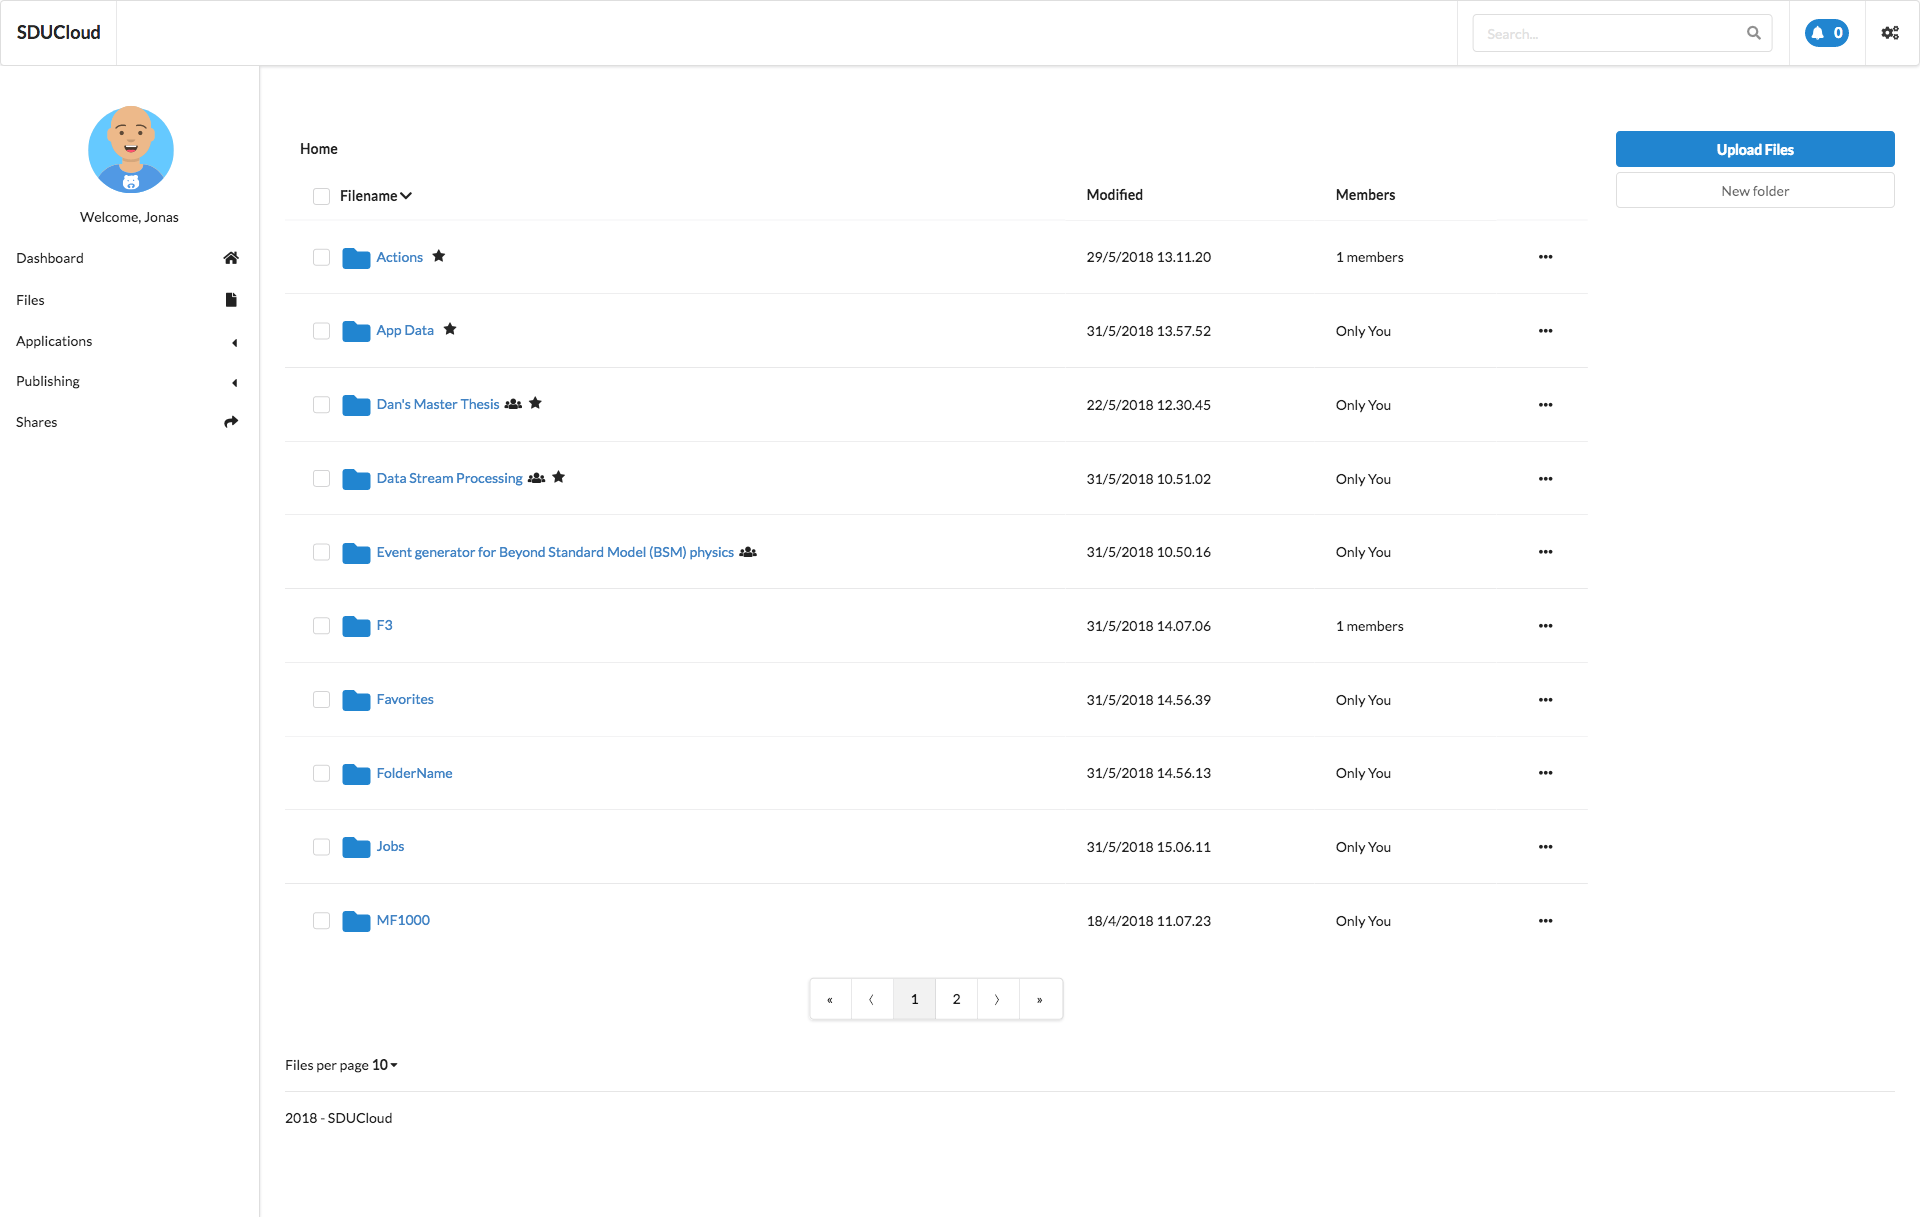 SDUCloud
Search...
0
Welcome, Jonas
Dashboard
Files
Applications
Publishing
Shares
Home
Upload Files
New folder
Filename Modified Members
Actions 29/5/2018 13.11.20 1 members
App Data 31/5/2018 13.57.52 Only You
Dan's Master Thesis 22/5/2018 12.30.45 Only You
Data Stream Processing 31/5/2018 10.51.02 Only You
Event generator for Beyond Standard Model (BSM) physics 31/5/2018 10.50.16 Only You
F3 31/5/2018 14.07.06 1 members
Favorites 31/5/2018 14.56.39 Only You
FolderName 31/5/2018 14.56.13 Only You
Jobs 31/5/2018 15.06.11 Only You
MF1000 18/4/2018 11.07.23 Only You
« ⟨ 1 2 ⟩ »
Files per page 10
2018 - SDUCloud